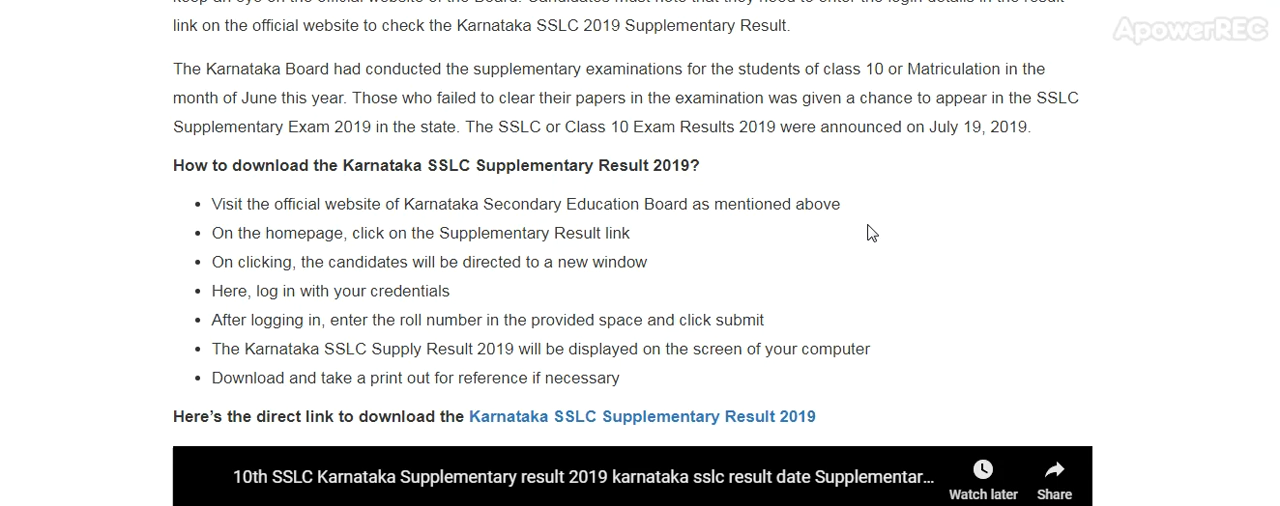 link on the official website to check the Karnataka SSLC 2019 Supplementary Result.
ApowerREC
The Karnataka Board had conducted the supplementary examinations for the students of class 10 or Matriculation in the
month of June this year. Those who failed to clear their papers in the examination was given a chance to appear in the SSLC
Supplementary Exam 2019 in the state. The SSLC or Class 10 Exam Results 2019 were announced on July 19, 2019.
How to download the Karnataka SSLC Supplementary Result 2019?
• Visit the official website of Karnataka Secondary Education Board as mentioned above
• On the homepage, click on the Supplementary Result link
• On clicking, the candidates will be directed to a new window
• Here, log in with your credentials
• After logging in, enter the roll number in the provided space and click submit
• The Karnataka SSLC Supply Result 2019 will be displayed on the screen of your computer
• Download and take a print out for reference if necessary
Here's the direct link to download the Karnataka SSLC Supplementary Result 2019
10th SSLC Karnataka Supplementary result 2019 karnataka sslc result date Supplementar...
Watch later Share